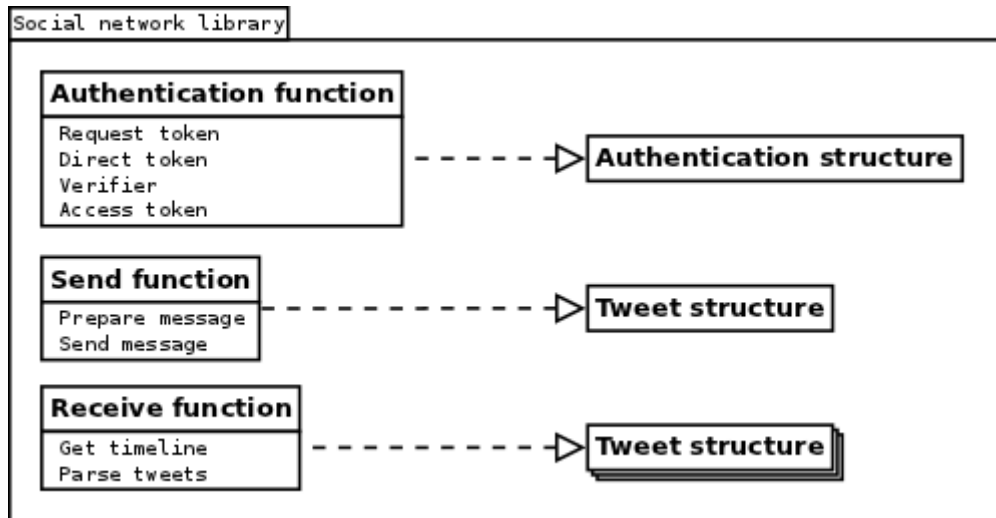 Social network library
Authentication function
Request token
Direct token
Verifier
Access token
Authentication structure
Send function
Prepare message
Send message
Tweet structure
Receive function
Get timeline
Parse tweets
Tweet structure